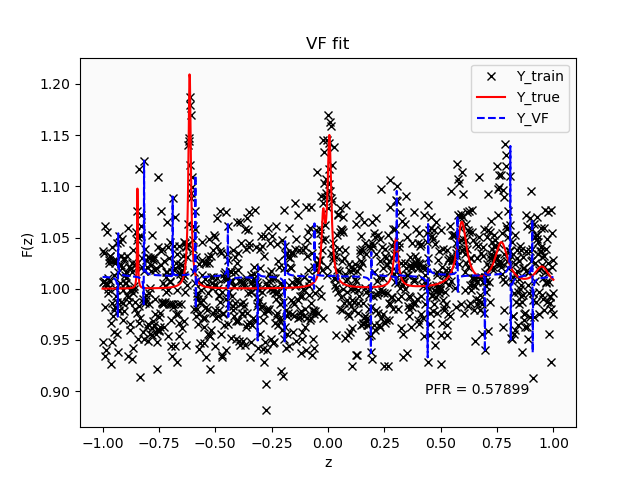 VF fit
Y_train
Y_true
Y_VF
F(z)
1.20
1.15
1.10
1.05
1.00
0.95
0.90
PFR = 0.57899
−1.00 −0.75 −0.50 −0.25 0.00 0.25 0.50 0.75 1.00
z